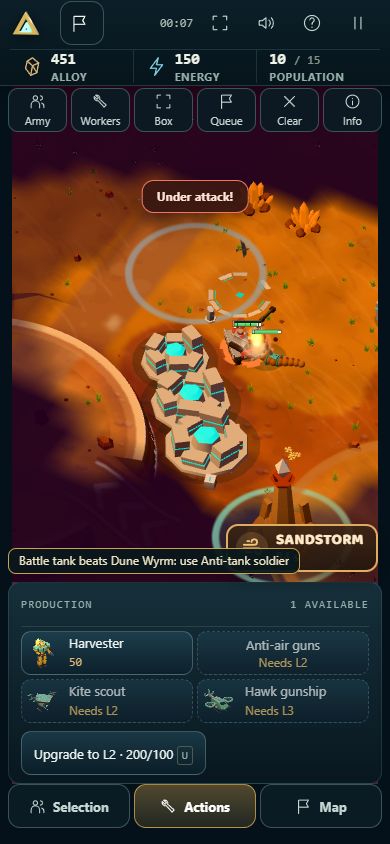 00:07
451
ALLOY
150
ENERGY
10 / 15
POPULATION
Army
Workers
Box
Queue
Clear
Info
Under attack!
SANDSTORM
Battle tank beats Dune Wyrm: use Anti-tank soldier
PRODUCTION
1 AVAILABLE
Harvester
50
Anti-air guns
Needs L2
Kite scout
Needs L2
Hawk gunship
Needs L3
Upgrade to L2 · 200/100 U
Selection
Actions
Map